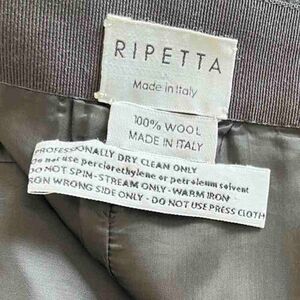 RIPETTA
Made in Italy
100% WOOL
MADE IN ITALY
PROFESSIONALLY DRY CLEAN ONLY
Do not use perclorethylene or petroleum solvent
DO NOT SPIN - STREAM ONLY - WARM IRON
IRON WRONG SIDE ONLY - DO NOT USE PRESS CLOTH